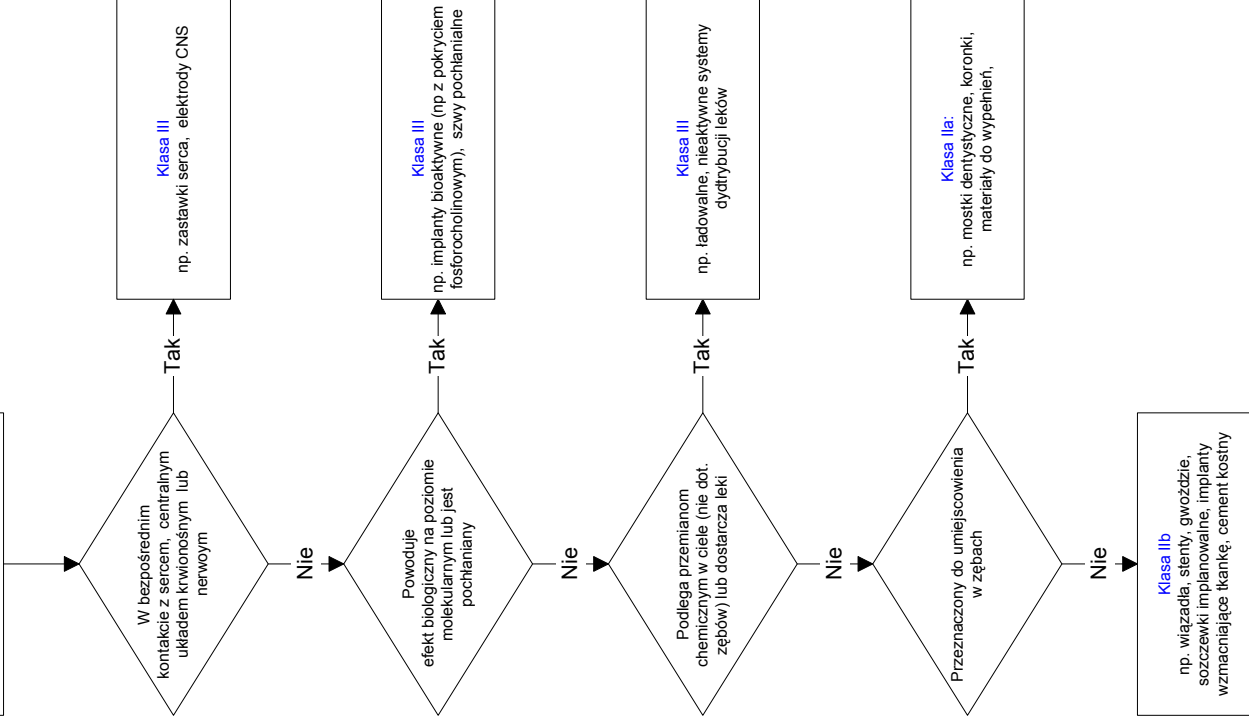 W bezpośrednim
kontakcie z sercem, centralnym
układem krwionośnym lub
nerwoym
Tak
Klasa III
np. zastawki serca, elektrody CNS
Nie
Powoduje
efekt biologiczny na poziomie
molekularnym lub jest
pochłaniany
Tak
Klasa III
np. implanty bioaktywne (np z pokryciem
fosforocholinowym), szwy pochłanialne
Nie
Podlega przemianom
chemicznym w ciele (nie dot.
zębów) lub dostarcza leki
Tak
Klasa III
np. ładowalne, nieaktywne systemy
dydtrybucji leków
Nie
Przeznaczony do umiejscowienia
w zębach
Tak
Klasa IIa:
np. mostki dentystyczne, koronki,
materiały do wypełnień,
Nie
Klasa IIb
np. wiązadła, stenty, gwoździe,
sozczewki implanowalne, implanty
wzmacniające tkankę, cement kostny